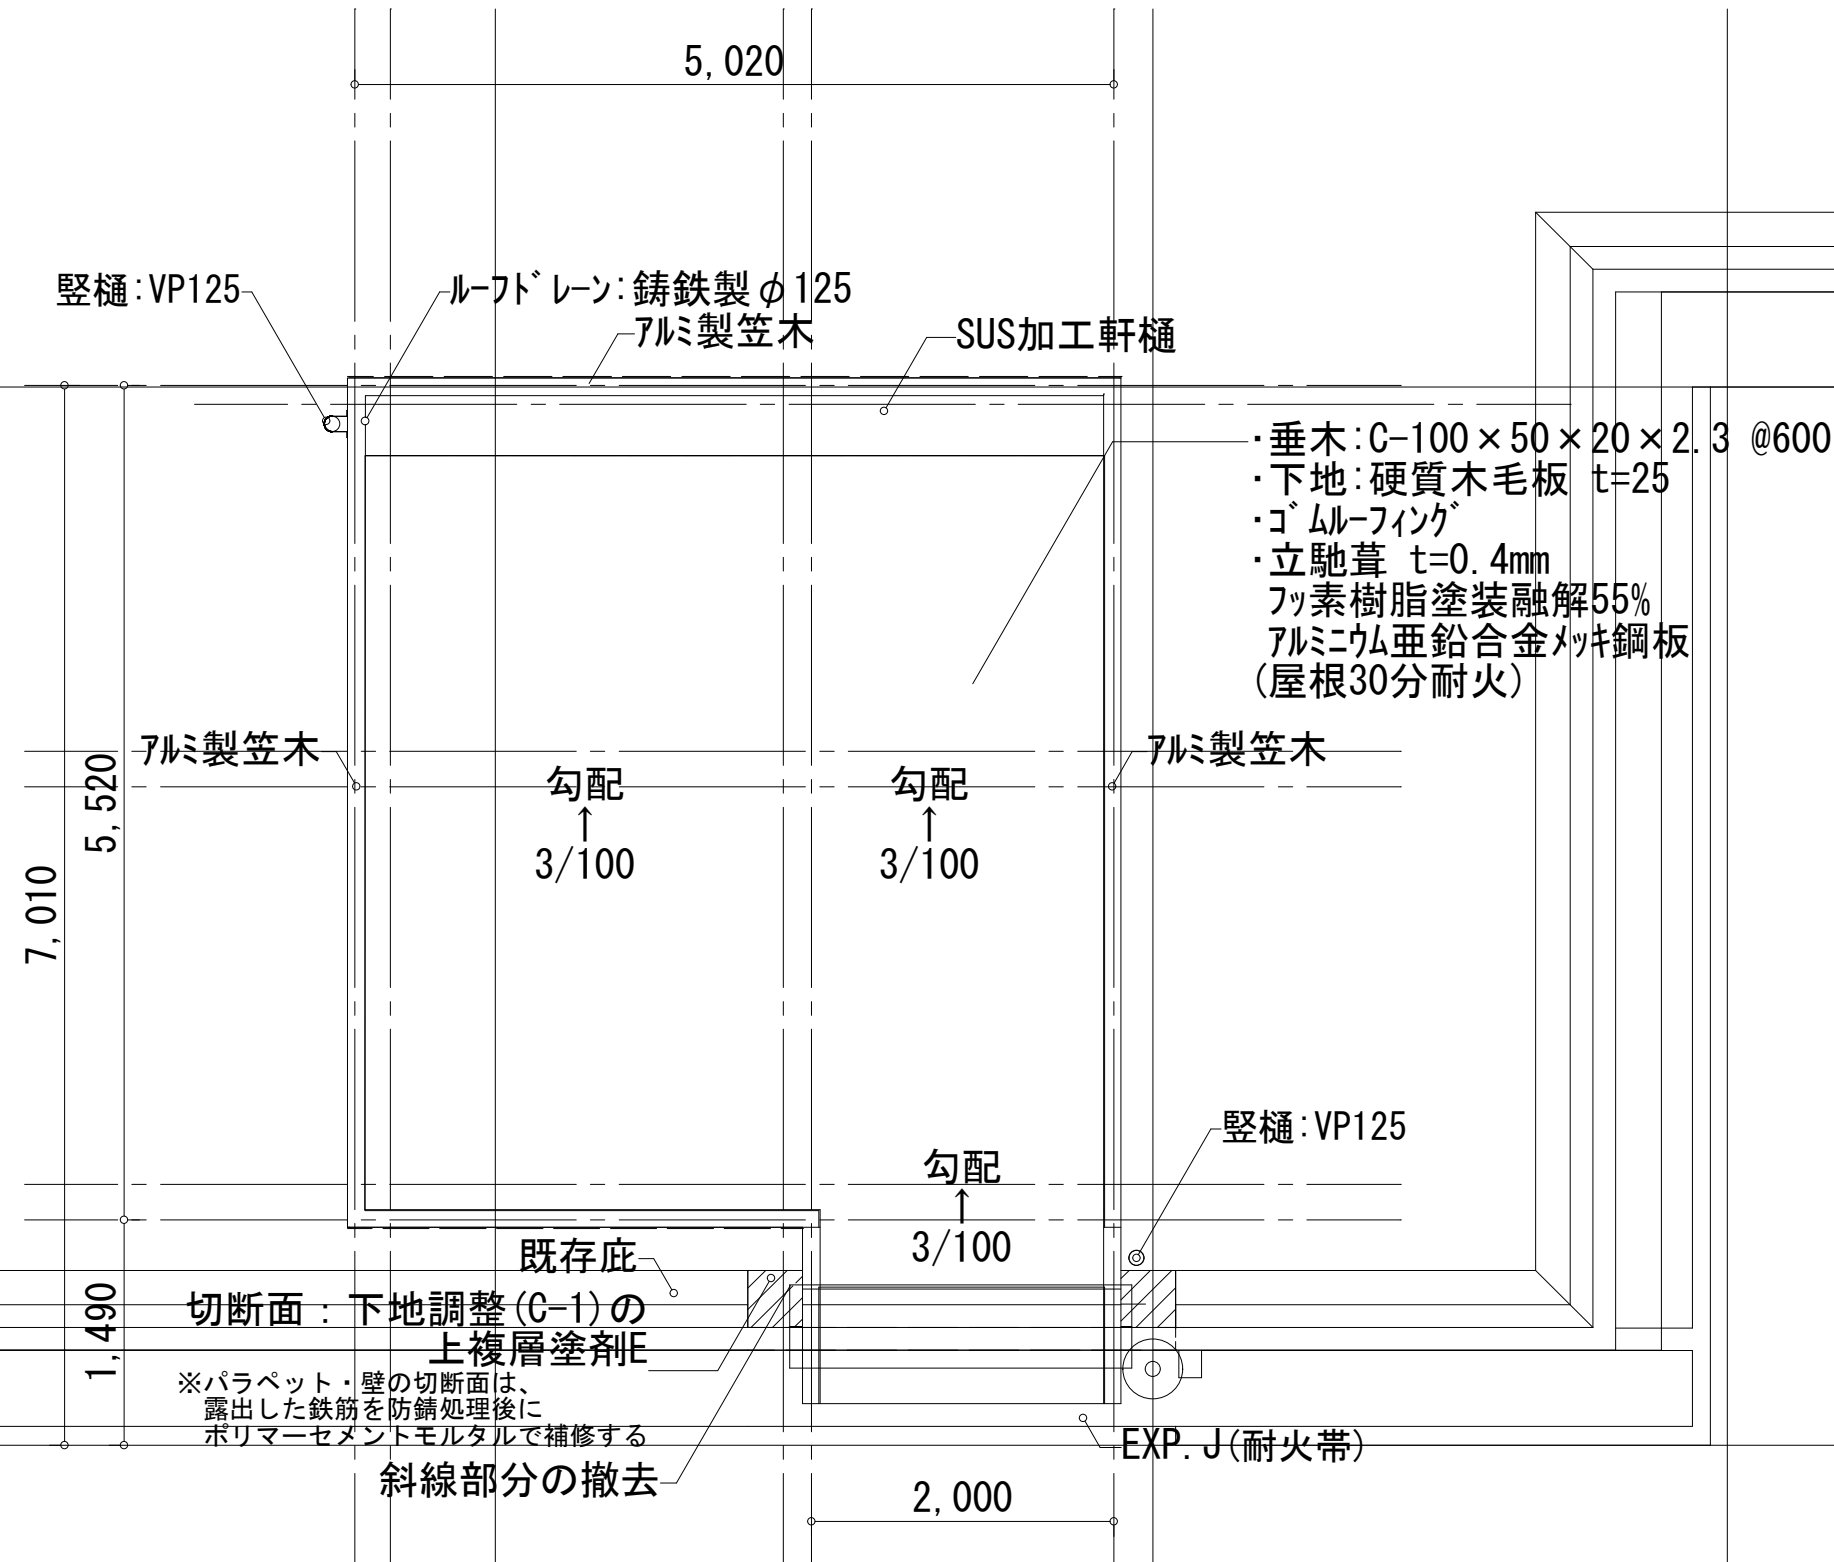 5,020
竪樋:VP125
ﾙｰﾌﾄﾞﾚｰﾝ:鋳鉄製φ125
ｱﾙﾐ製笠木
SUS加工軒樋
・垂木:C-100×50×20×2.3 @600
・下地:硬質木毛板 t=25
・ｺﾞﾑﾙｰﾌｨﾝｸﾞ
・立馳葺 t=0.4mm
ﾌｯ素樹脂塗装融解55%
ｱﾙﾐﾆｳﾑ亜鉛合金ﾒｯｷ鋼板
(屋根30分耐火)
ｱﾙﾐ製笠木
ｱﾙﾐ製笠木
勾配
↑
3/100
勾配
↑
3/100
5,520
7,010
竪樋:VP125
勾配
↑
3/100
既存庇
切断面：下地調整(C-1)の
上複層塗剤E
※パラペット・壁の切断面は、
露出した鉄筋を防錆処理後に
ポリマーセメントモルタルで補修する
斜線部分の撤去
1,490
EXP.J(耐火帯)
2,000